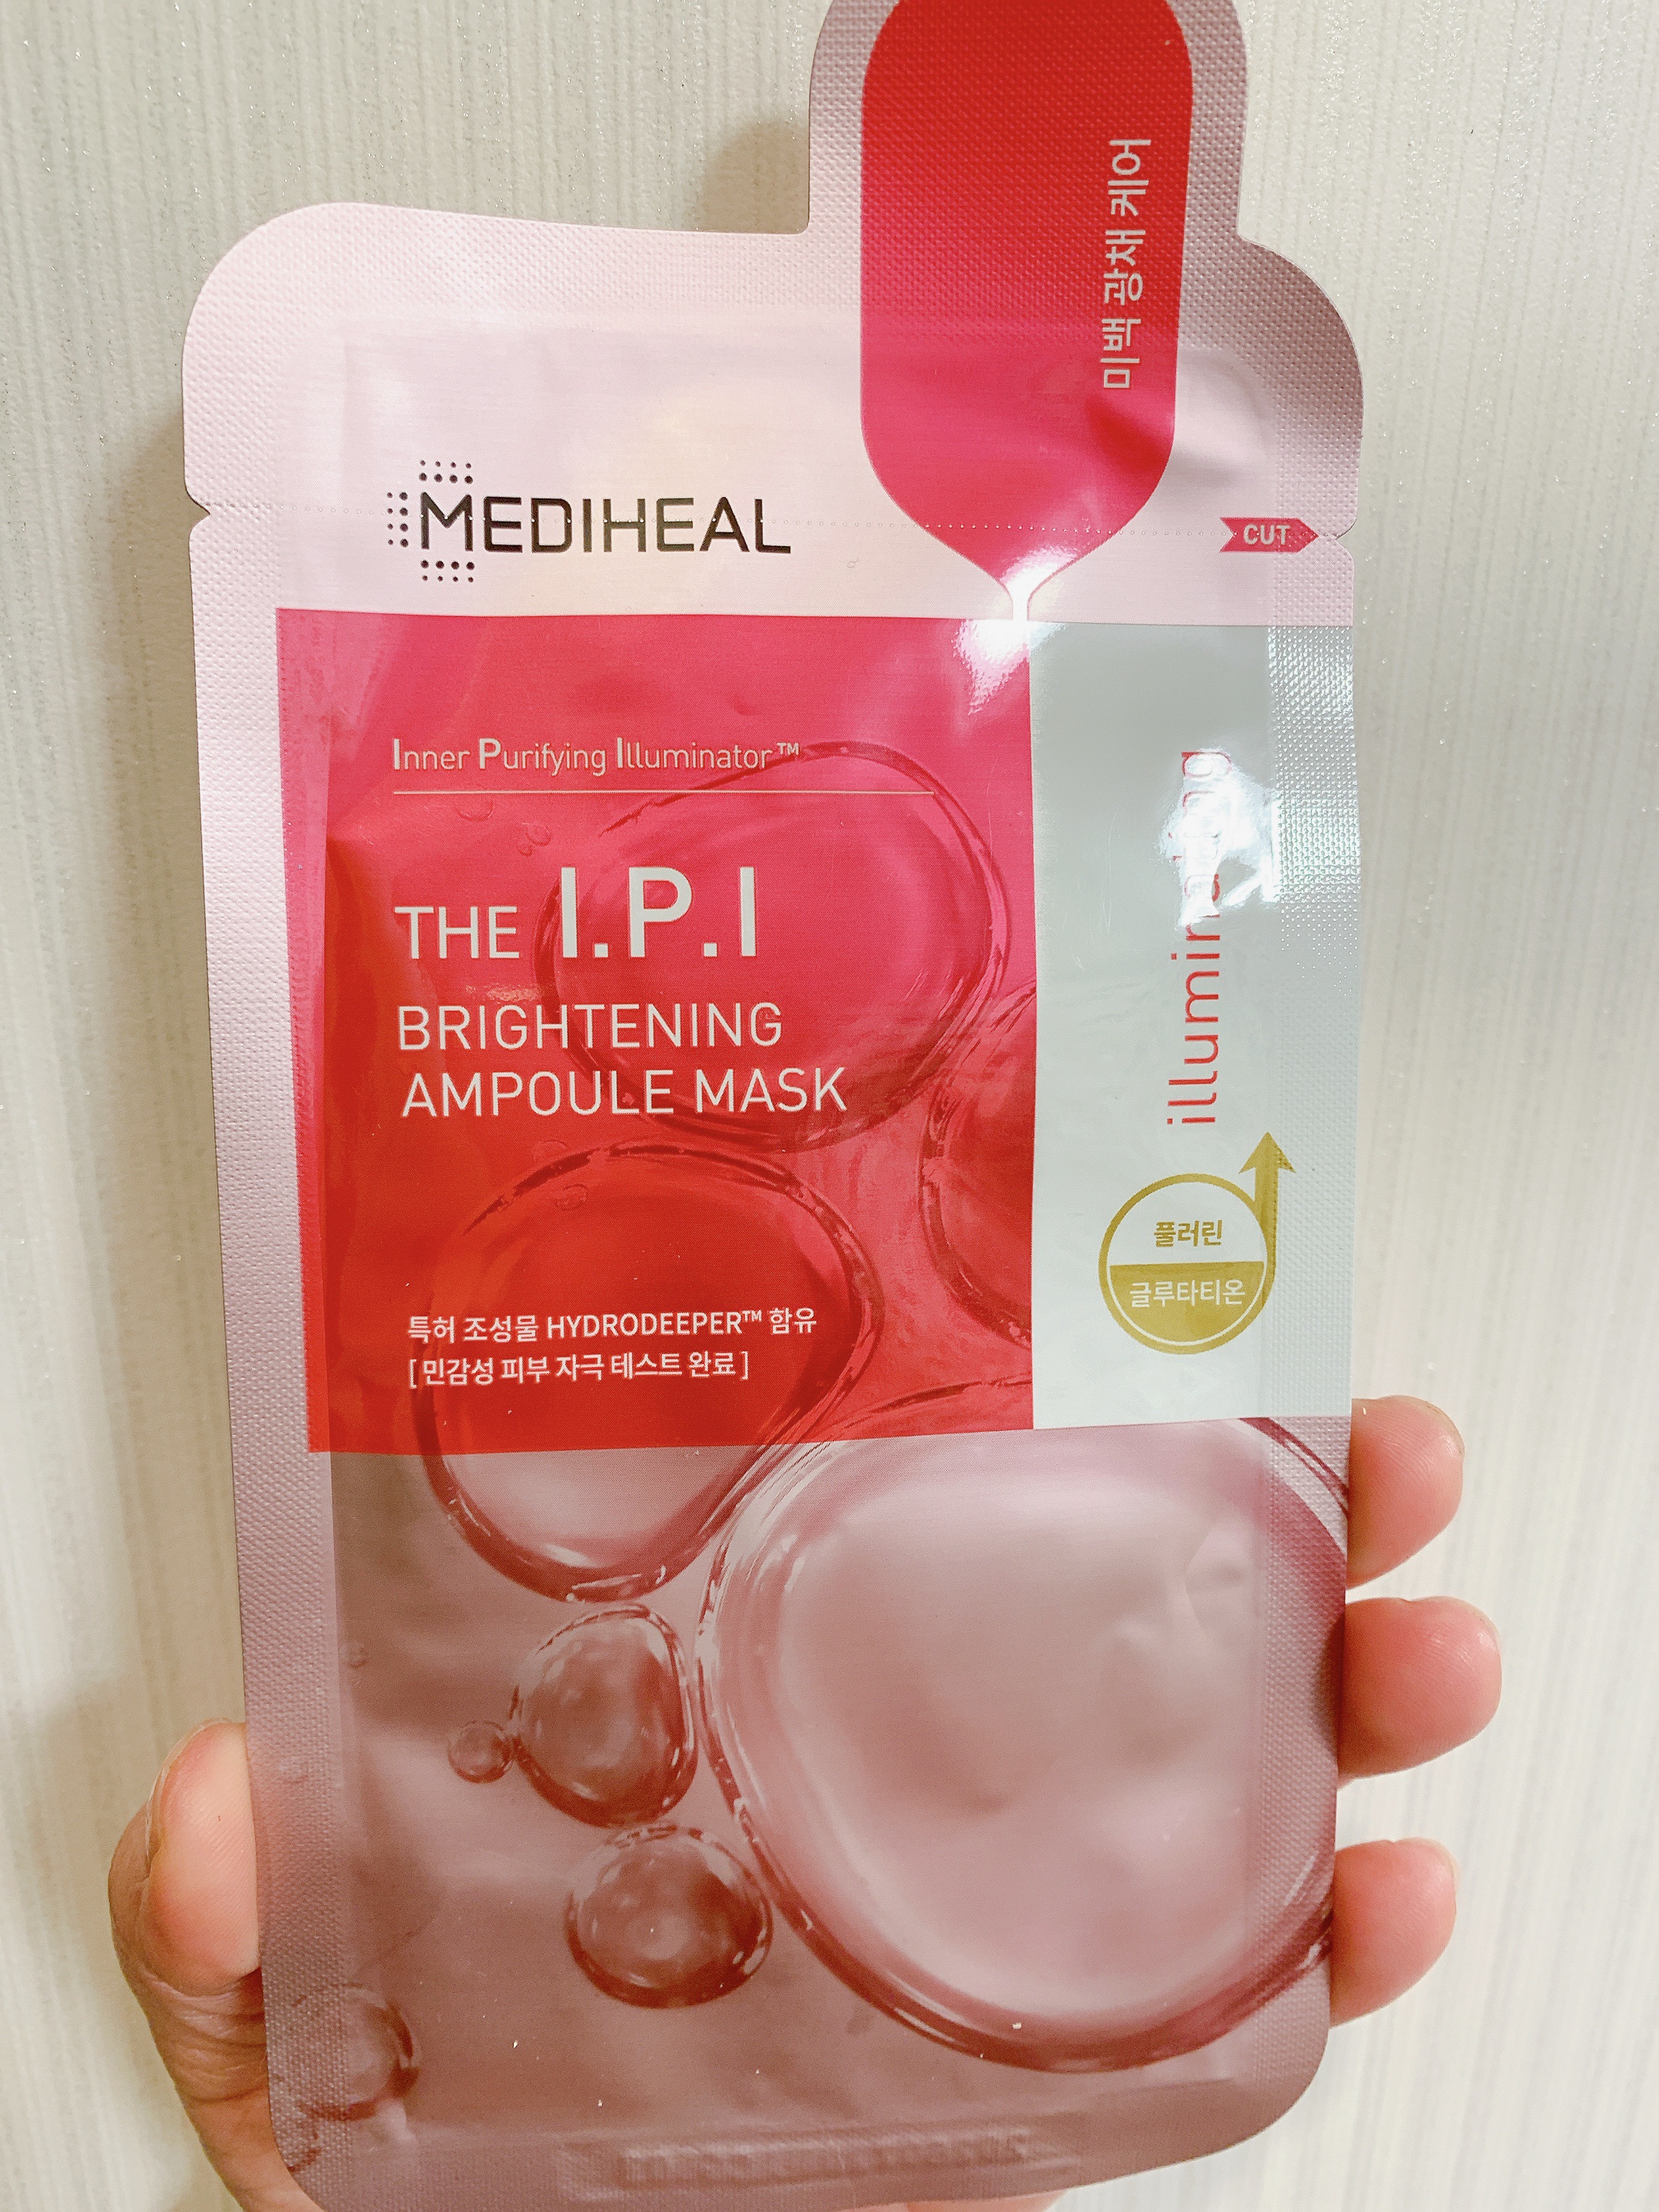 미백 광채 케어
MEDIHEAL
CUT
Inner Purifying Illuminator™
THE I.P.I
BRIGHTENING
AMPOULE MASK
특허 조성물 HYDRODEEPER™ 함유
[민감성 피부 자극 테스트 완료]
풀러린
글루타티온